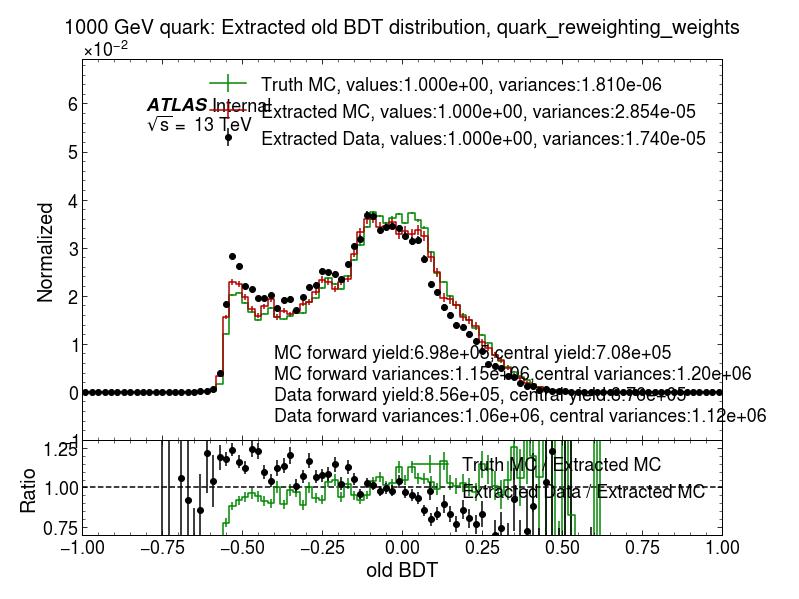 1000 GeV quark: Extracted old BDT distribution, quark_reweighting_weights
×10⁻²
Truth MC, values:1.000e+00, variances:1.810e-06
ATLAS Internal
Extracted MC, values:1.000e+00, variances:2.854e-05
√s = 13 TeV
Extracted Data, values:1.000e+00, variances:1.740e-05
6
5
4
3
2
1
0
−1
Normalized
MC forward yield:6.98e+05,central yield:7.08e+05
MC forward variances:1.15e+06,central variances:1.20e+06
Data forward yield:8.56e+05, central yield:8.76e+05
Data forward variances:1.06e+06, central variances:1.12e+06
1.25
1.00
0.75
Ratio
Truth MC / Extracted MC
Extracted Data / Extracted MC
−1.00 −0.75 −0.50 −0.25 0.00 0.25 0.50 0.75 1.00
old BDT